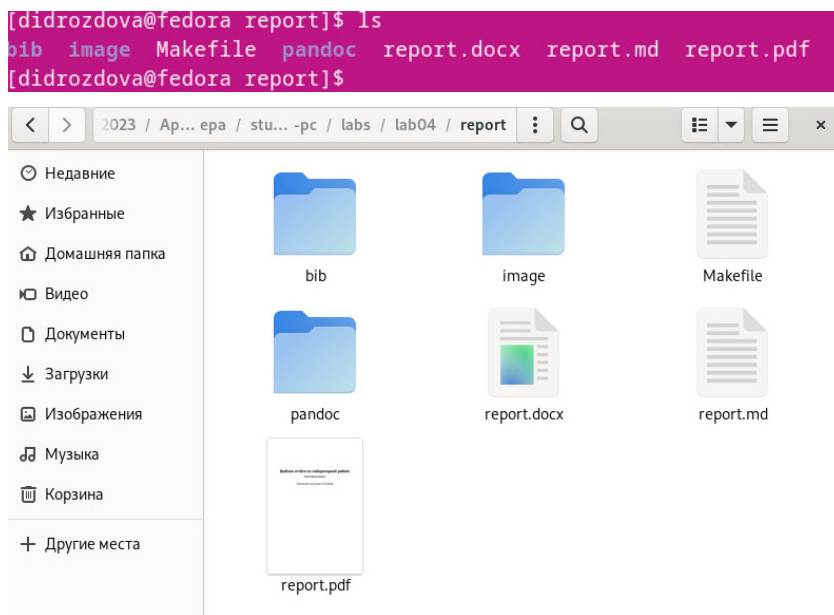 [didrozdova@fedora report]$ ls
bib image Makefile pandoc report.docx report.md report.pdf
[didrozdova@fedora report]$
2023 / Ap... ера / stu... -pc / labs / lab04 / report
Недавние
Избранные
Домашняя папка
Видео
Документы
Загрузки
Изображения
Музыка
Корзина
Другие места
bib
image
Makefile
pandoc
report.docx
report.md
report.pdf